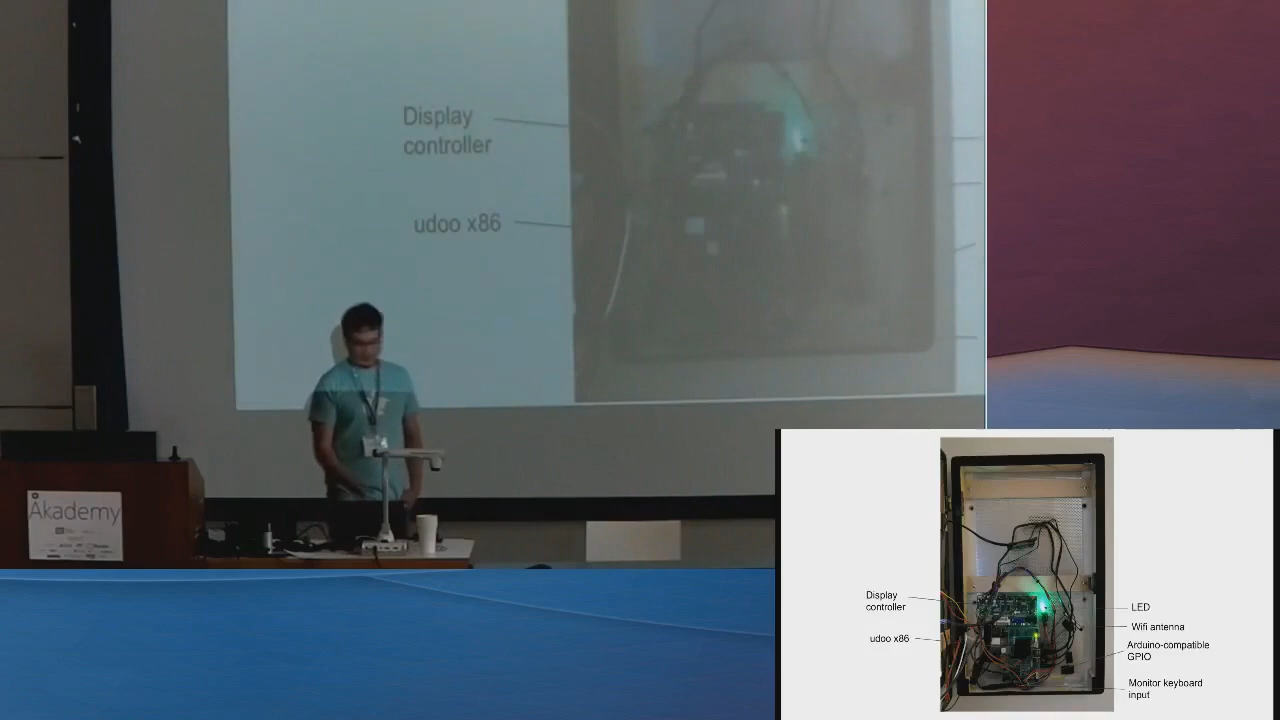 Display
controller
udoo x86
Akademy
Display
controller
udoo x86
LED
Wifi antenna
Arduino-compatible
GPIO
Monitor keyboard
input